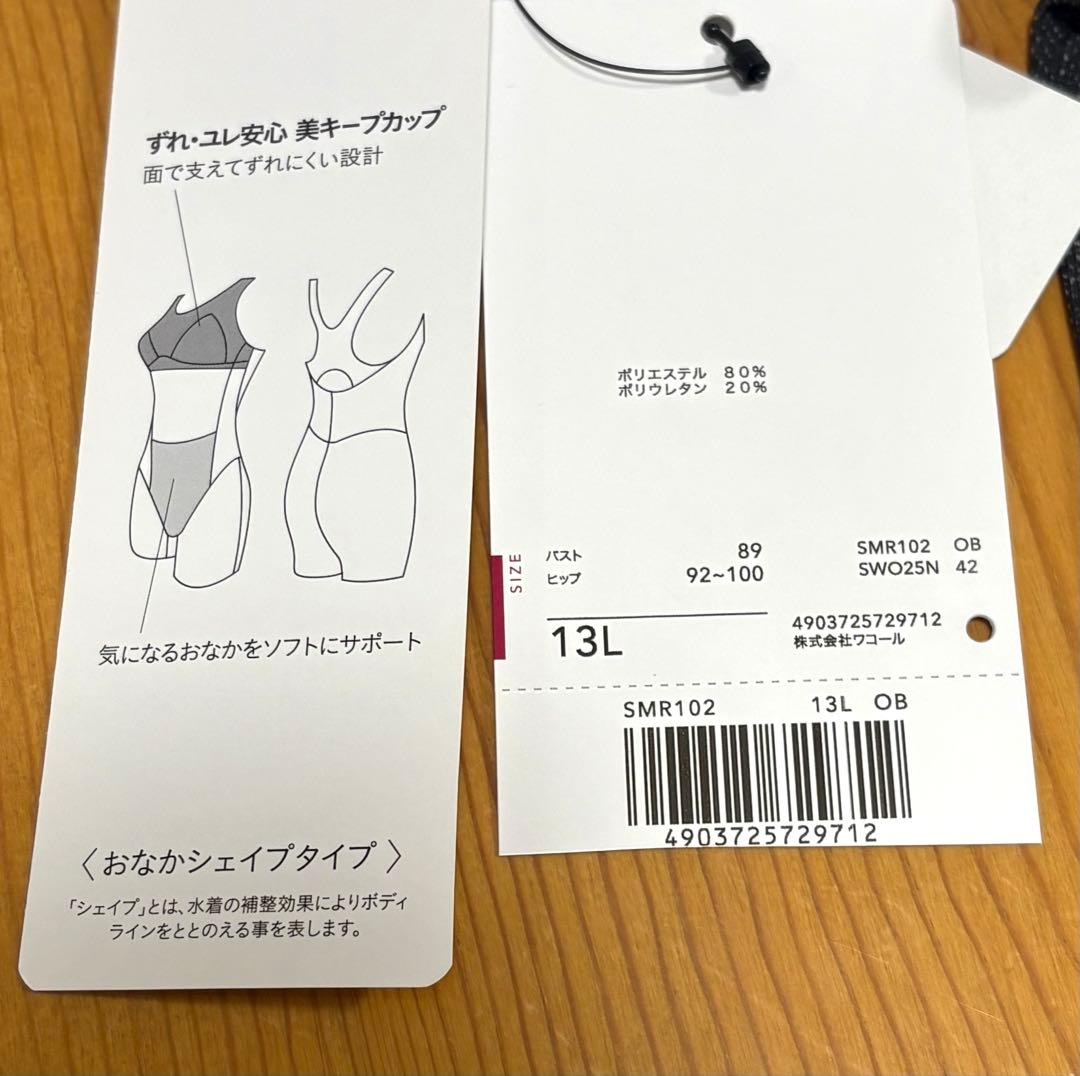 ずれ・ユレ安心 美キープカップ
面で支えてずれにくい設計
気になるおなかをソフトにサポート
〈おなかシェイプタイプ〉
「シェイプ」とは、水着の補整効果によりボディ
ラインをととのえる事を表します。
ポリエステル 80%
ポリウレタン 20%
SIZE
バスト 89
ヒップ 92~100
13L
SMR102 OB
SWO25N 42
4903725729712
株式会社ワコール
SMR102 13L OB
4903725729712